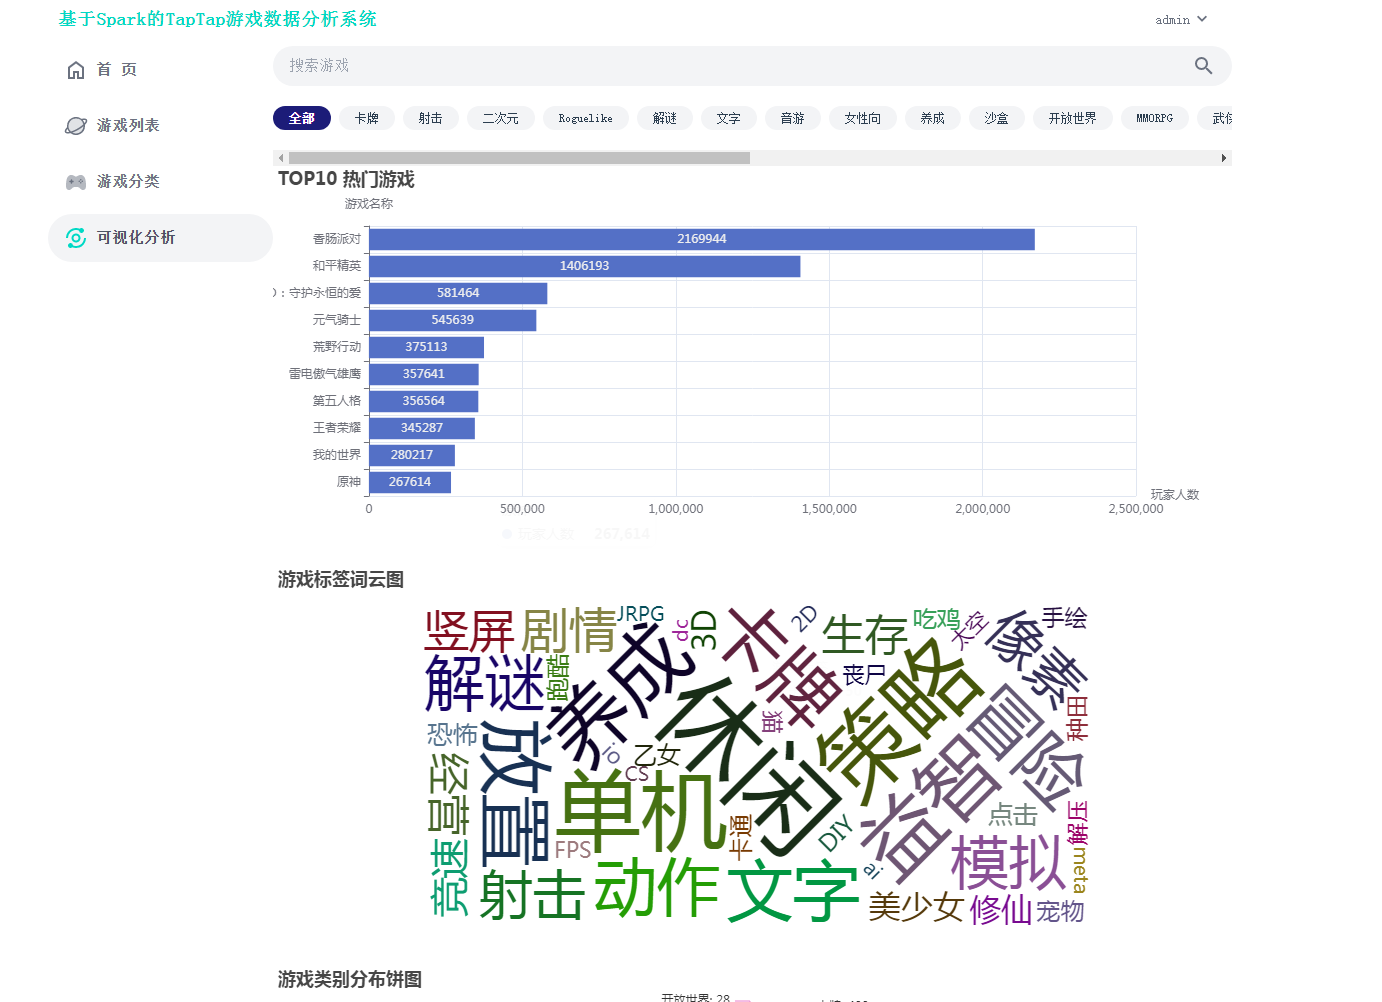 基于Spark的TapTap游戏数据分析系统
admin
首 页
游戏列表
游戏分类
可视化分析
搜索游戏
全部 卡牌 射击 二次元 Roguelike 解谜 文字 音游 女性向 养成 沙盒 开放世界 MMORPG 武侠
TOP10 热门游戏
游戏名称
香肠派对 2169944
和平精英 1406193
：守护永恒的爱 581464
元气骑士 545639
荒野行动 375113
雷电傲气雄鹰 357641
第五人格 356564
王者荣耀 345287
我的世界 280217
原神 267614
玩家人数
0 500,000 1,000,000 1,500,000 2,000,000 2,500,000
玩家人数 267,614
游戏标签词云图
竖屏 剧情 JRPG dc 3D 卡牌 2D 生存 吃鸡 太空 像素 手绘
解谜 跑酷 养成 休闲 猫 丧尸 策略 冒险 种田
恐怖 放置 io 乙女 CS 益智
经营 单机 卡通 DIY 点击 解压
竞速 FPS ai 模拟 meta
射击 动作 文字 美少女 修仙 宠物
游戏类别分布饼图
开放世界: 28